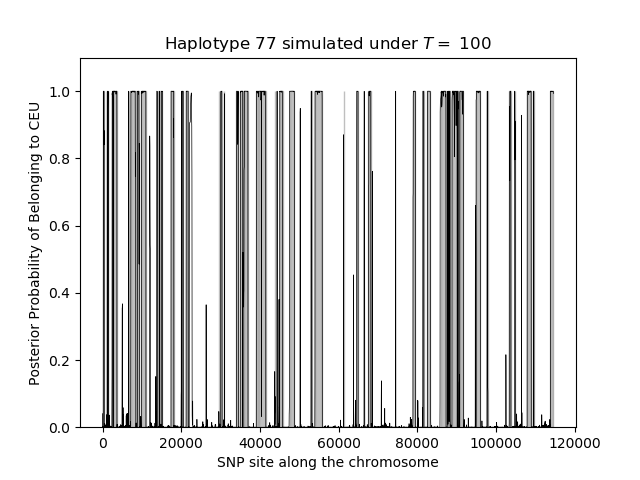 Haplotype 77 simulated under T = 100
Posterior Probability of Belonging to CEU
1.0
0.8
0.6
0.4
0.2
0.0
0 20000 40000 60000 80000 100000 120000
SNP site along the chromosome